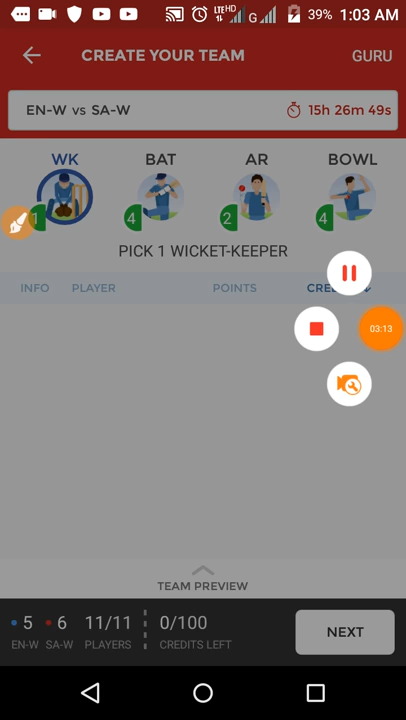 LTE HD G 39% 1:03 AM
CREATE YOUR TEAM GURU
EN-W vs SA-W 15h 26m 49s
WK BAT AR BOWL
1 4 2 4
PICK 1 WICKET-KEEPER
INFO PLAYER POINTS
03:13
TEAM PREVIEW
5 6 11/11 0/100
EN-W SA-W PLAYERS CREDITS LEFT
NEXT